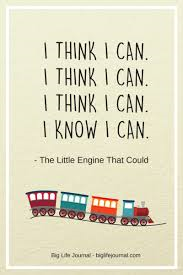 I THINK I CAN.
I THINK I CAN.
I THINK I CAN.
I KNOW I CAN.
- The Little Engine That Could
Big Life Journal - biglifejournal.com